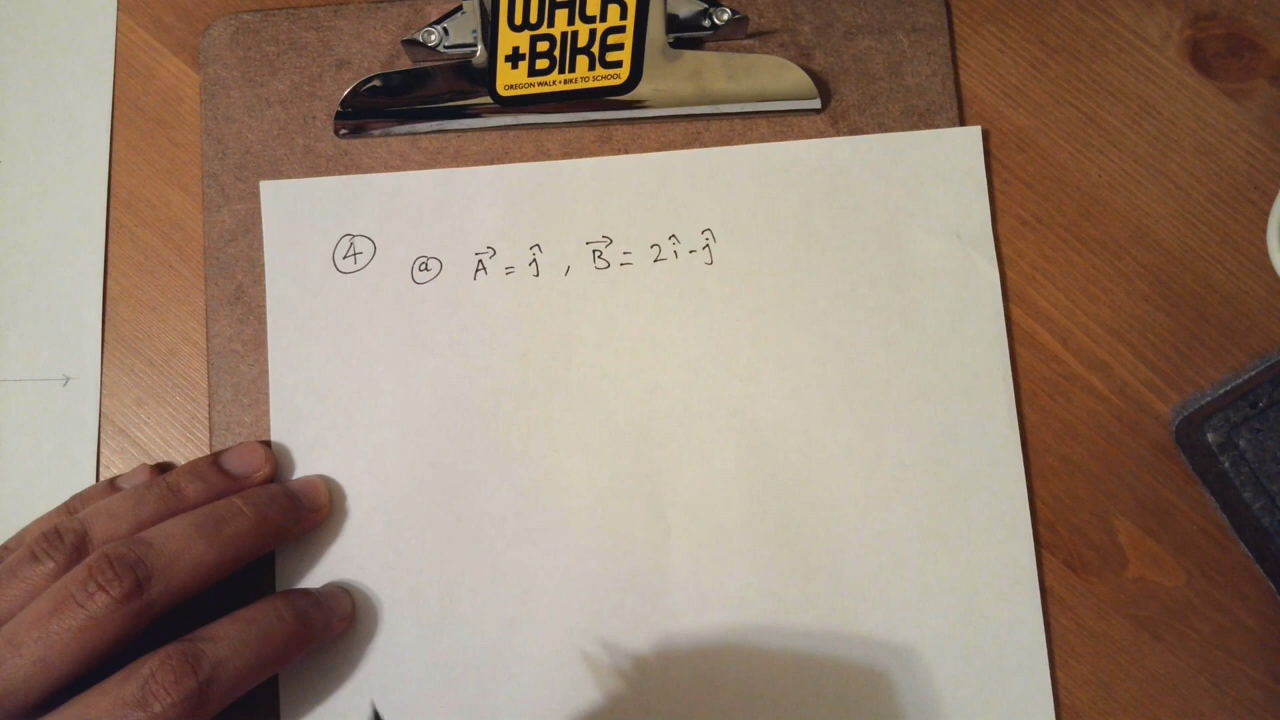 WALK
+BIKE
OREGON WALK + BIKE TO SCHOOL
④ ⓐ A⃗ = ĵ , B⃗ = 2î - ĵ